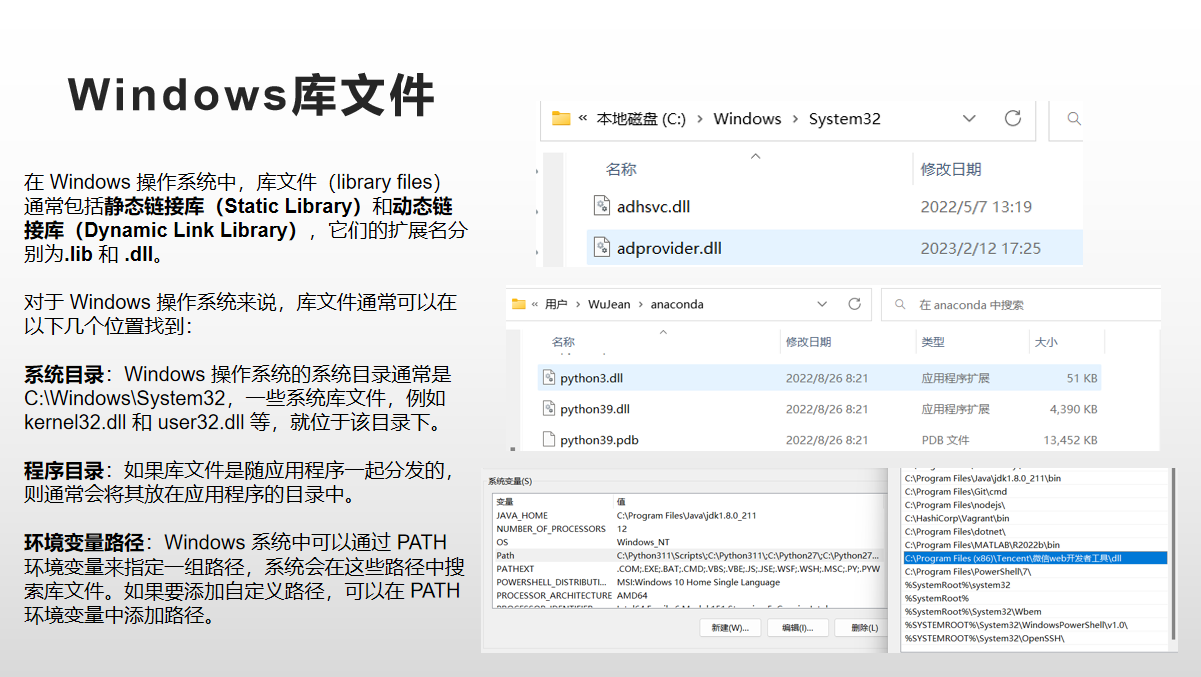 Windows库文件
在 Windows 操作系统中，库文件（library files）
通常包括静态链接库（Static Library）和动态链
接库（Dynamic Link Library），它们的扩展名分
别为.lib 和 .dll。
对于 Windows 操作系统来说，库文件通常可以在
以下几个位置找到：
系统目录：Windows 操作系统的系统目录通常是
C:\Windows\System32，一些系统库文件，例如
kernel32.dll 和 user32.dll 等，就位于该目录下。
程序目录：如果库文件是随应用程序一起分发的，
则通常会将其放在应用程序的目录中。
环境变量路径：Windows 系统中可以通过 PATH
环境变量来指定一组路径，系统会在这些路径中搜
索库文件。如果要添加自定义路径，可以在 PATH
环境变量中添加路径。
« 本地磁盘 (C:) › Windows › System32
名称 修改日期
adhsvc.dll 2022/5/7 13:19
adprovider.dll 2023/2/12 17:25
« 用户 › WuJean › anaconda 在 anaconda 中搜索
名称 修改日期 类型 大小
python3.dll 2022/8/26 8:21 应用程序扩展 51 KB
python39.dll 2022/8/26 8:21 应用程序扩展 4,390 KB
python39.pdb 2022/8/26 8:21 PDB 文件 13,452 KB
系统变量(S)
变量 值
JAVA_HOME C:\Program Files\Java\jdk1.8.0_211
NUMBER_OF_PROCESSORS 12
OS Windows_NT
Path C:\Python311\Scripts\;C:\Python311\;C:\Python27\;C:\Python27...
PATHEXT .COM;.EXE;.BAT;.CMD;.VBS;.VBE;.JS;.JSE;.WSF;.WSH;.MSC;.PY;.PYW
POWERSHELL_DISTRIBUTI... MSI:Windows 10 Home Single Language
PROCESSOR_ARCHITECTURE AMD64
新建(W)... 编辑(I)... 删除(L)
C:\Program Files\Java\jdk1.8.0_211\bin
C:\Program Files\Git\cmd
C:\Program Files\nodejs\
C:\HashiCorp\Vagrant\bin
C:\Program Files\dotnet\
C:\Program Files\MATLAB\R2022b\bin
C:\Program Files (x86)\Tencent\微信web开发者工具\dll
C:\Program Files\PowerShell\7\
%SystemRoot%\system32
%SystemRoot%
%SystemRoot%\System32\Wbem
%SYSTEMROOT%\System32\WindowsPowerShell\v1.0\
%SYSTEMROOT%\System32\OpenSSH\